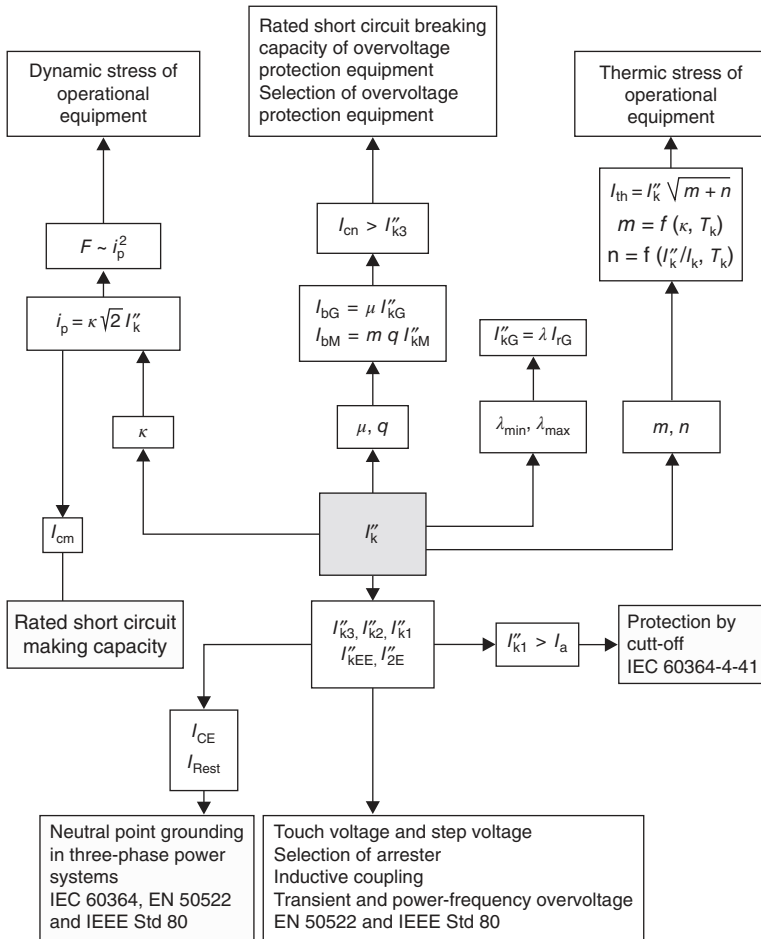 Dynamic stress of
operational
equipment
Rated short circuit breaking
capacity of overvoltage
protection equipment
Selection of overvoltage
protection equipment
Thermic stress of
operational
equipment
F ~ i_p^2
I_cn > I″_k3
I_th = I″_k √(m + n)
m = f (κ, T_k)
n = f (I″_k/I_k, T_k)
i_p = κ√2 I″_k
I_bG = μ I″_kG
I_bM = m q I″_kM
I″_kG = λ I_rG
κ
μ, q
λ_min, λ_max
m, n
I″_k
I_cm
Rated short circuit
making capacity
I″_k3, I″_k2, I″_k1
I″_kEE, I″_2E
I″_k1 > I_a
Protection by
cutt-off
IEC 60364-4-41
I_CE
I_Rest
Neutral point grounding
in three-phase power
systems
IEC 60364, EN 50522
and IEEE Std 80
Touch voltage and step voltage
Selection of arrester
Inductive coupling
Transient and power-frequency overvoltage
EN 50522 and IEEE Std 80